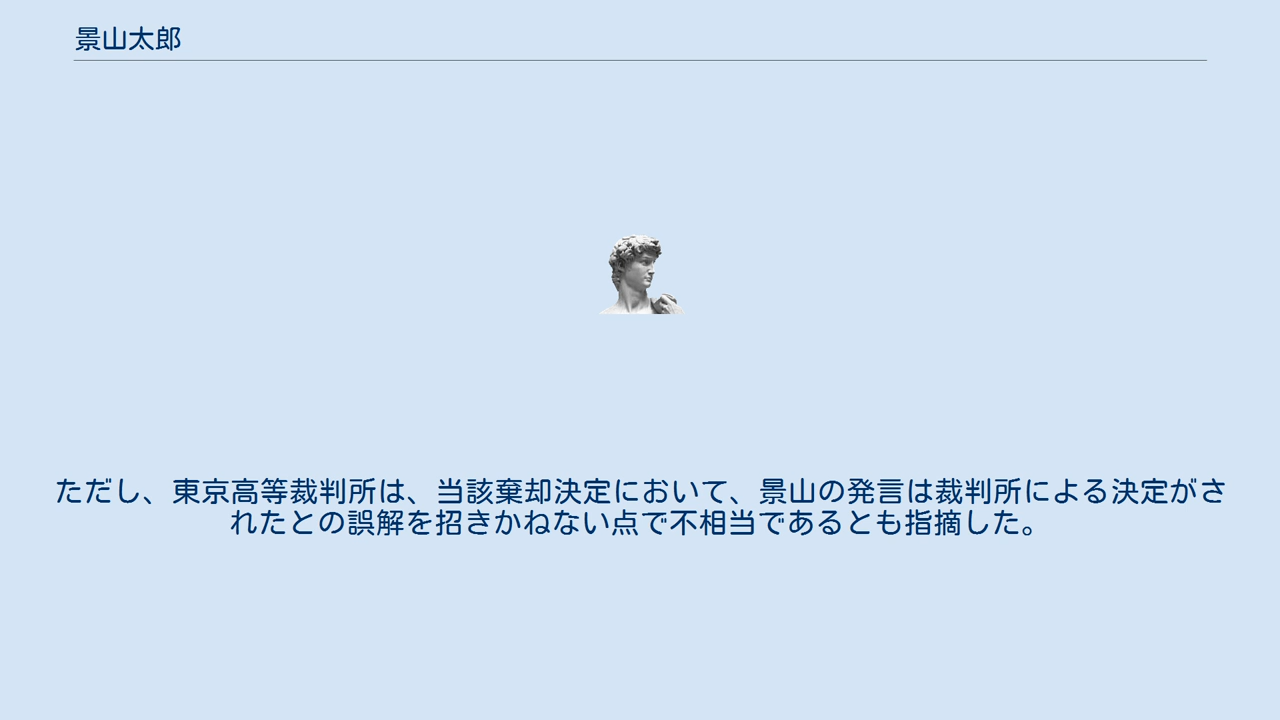 景山太郎
ただし、東京高等裁判所は、当該棄却決定において、景山の発言は裁判所による決定がさ
れたとの誤解を招きかねない点で不相当であるとも指摘した。